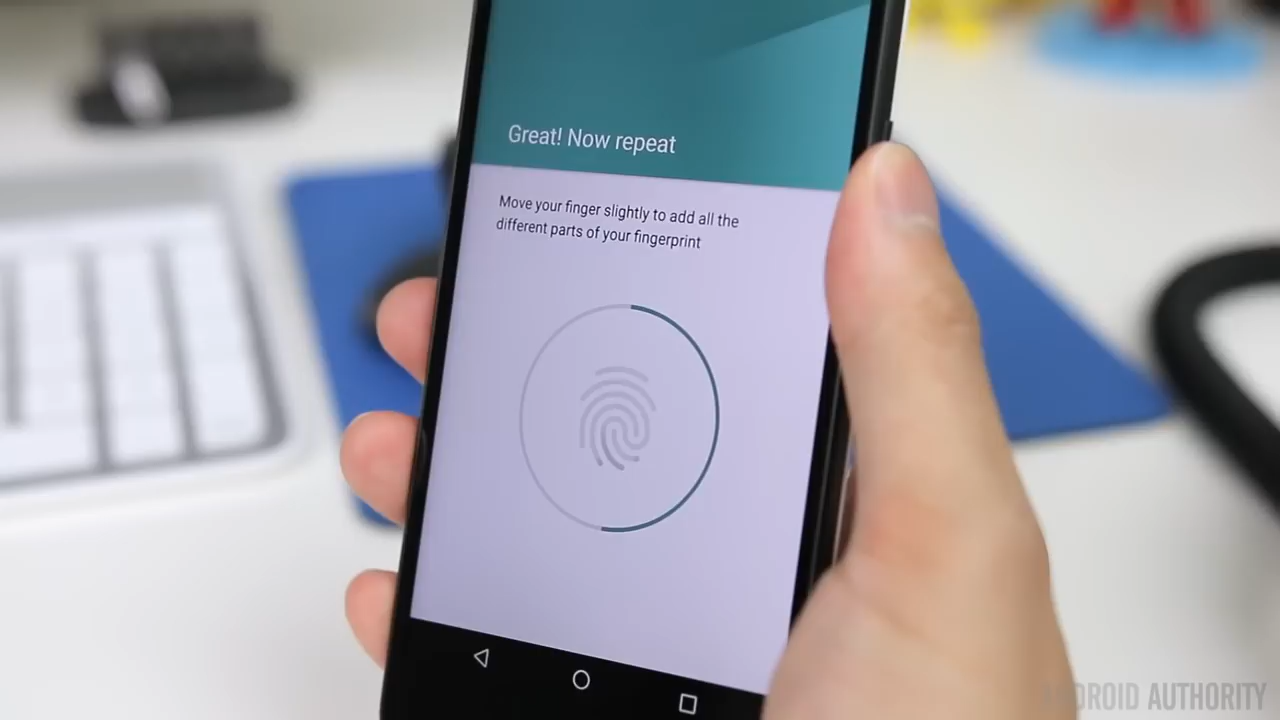 Great! Now repeat
Move your finger slightly to add all the
different parts of your fingerprint
ANDROID AUTHORITY